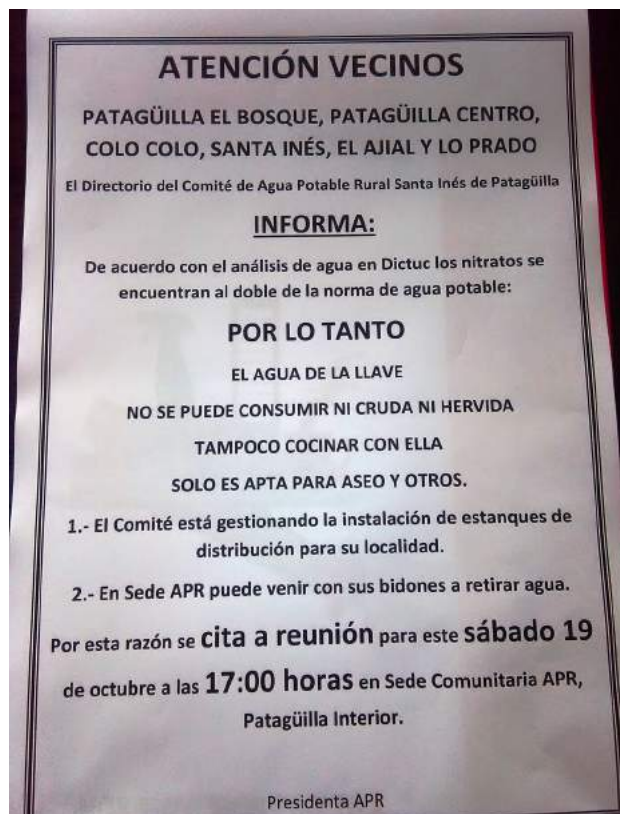 ATENCIÓN VECINOS
PATAGÜILLA EL BOSQUE, PATAGÜILLA CENTRO,
COLO COLO, SANTA INÉS, EL AJIAL Y LO PRADO
El Directorio del Comité de Agua Potable Rural Santa Inés de Patagüilla
INFORMA:
De acuerdo con el análisis de agua en Dictuc los nitratos se
encuentran al doble de la norma de agua potable:
POR LO TANTO
EL AGUA DE LA LLAVE
NO SE PUEDE CONSUMIR NI CRUDA NI HERVIDA
TAMPOCO COCINAR CON ELLA
SOLO ES APTA PARA ASEO Y OTROS.
1.- El Comité está gestionando la instalación de estanques de
distribución para su localidad.
2.- En Sede APR puede venir con sus bidones a retirar agua.
Por esta razón se cita a reunión para este sábado 19
de octubre a las 17:00 horas en Sede Comunitaria APR,
Patagüilla Interior.
Presidenta APR